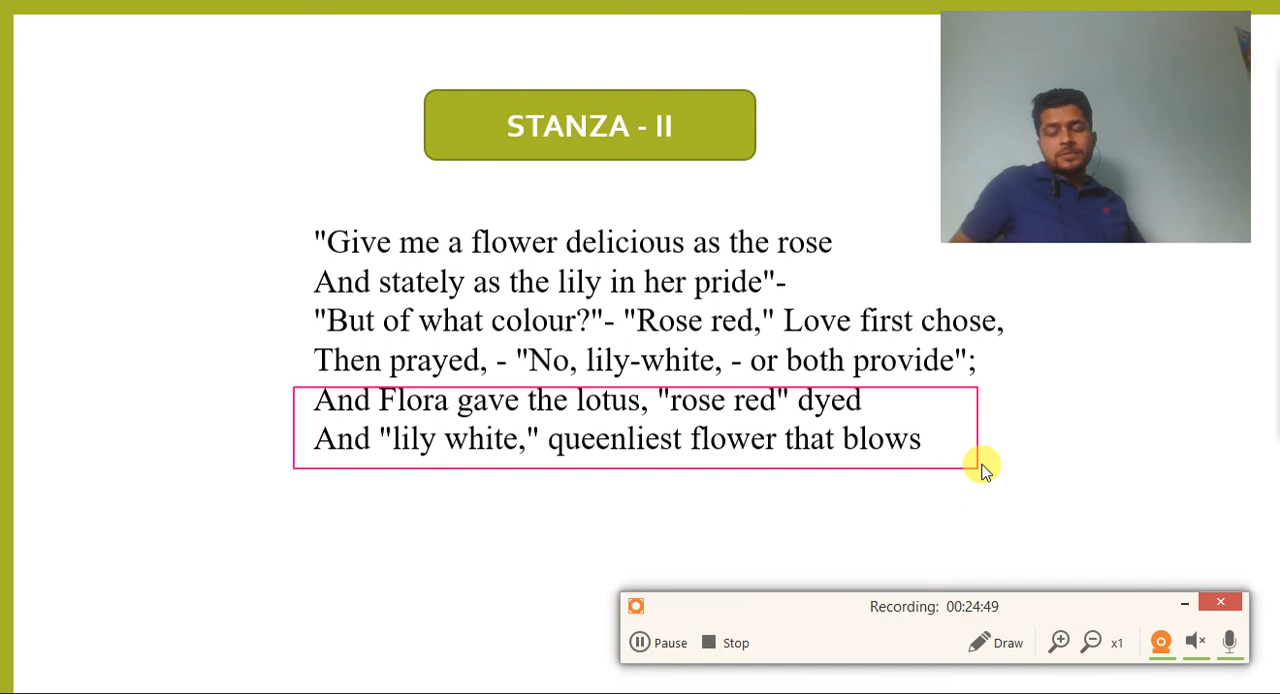 STANZA - II
"Give me a flower delicious as the rose
And stately as the lily in her pride"-
"But of what colour?"- "Rose red," Love first chose,
Then prayed, - "No, lily-white, - or both provide";
And Flora gave the lotus, "rose red" dyed
And "lily white," queenliest flower that blows
Recording: 00:24:49
Pause Stop Draw x1